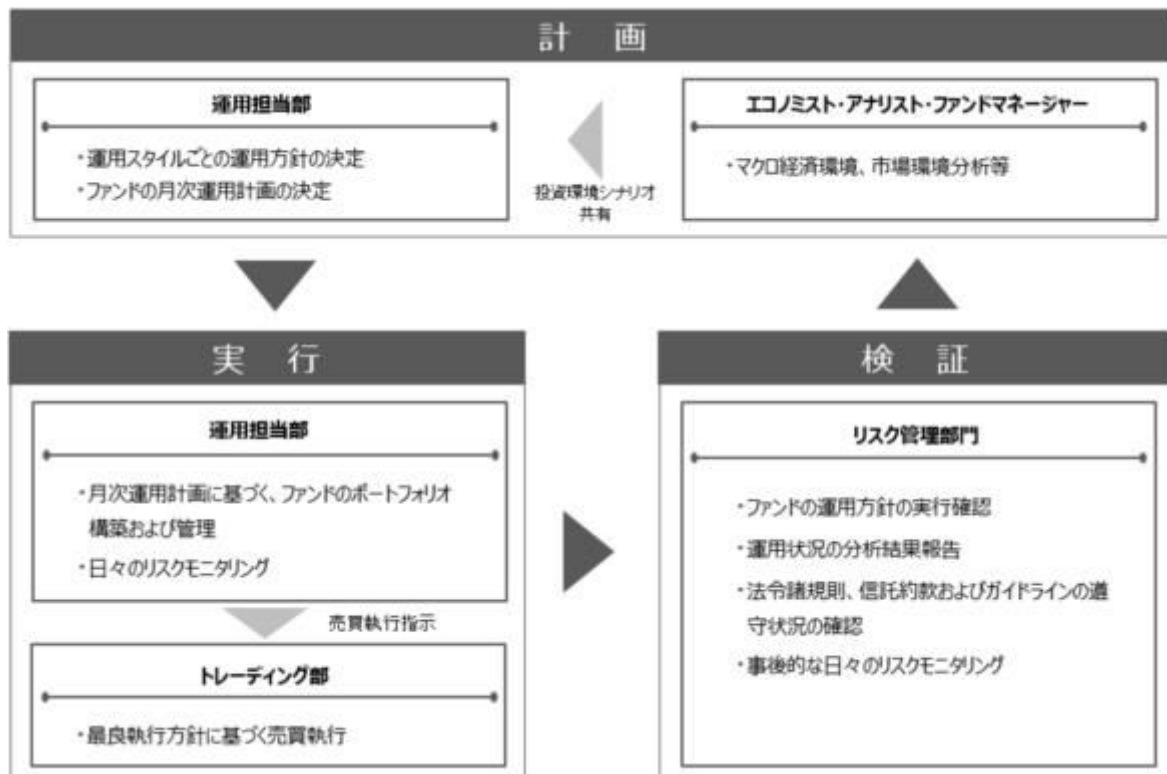 計 画
運用担当部
・運用スタイルごとの運用方針の決定
・ファンドの月次運用計画の決定
投資環境シナリオ
共有
エコノミスト・アナリスト・ファンドマネージャー
・マクロ経済環境、市場環境分析等
実 行
運用担当部
・月次運用計画に基づく、ファンドのポートフォリオ
構築および管理
・日々のリスクモニタリング
売買執行指示
トレーディング部
・最良執行方針に基づく売買執行
検 証
リスク管理部門
・ファンドの運用方針の実行確認
・運用状況の分析結果報告
・法令諸規則、信託約款およびガイドラインの遵
守状況の確認
・事後的な日々のリスクモニタリング